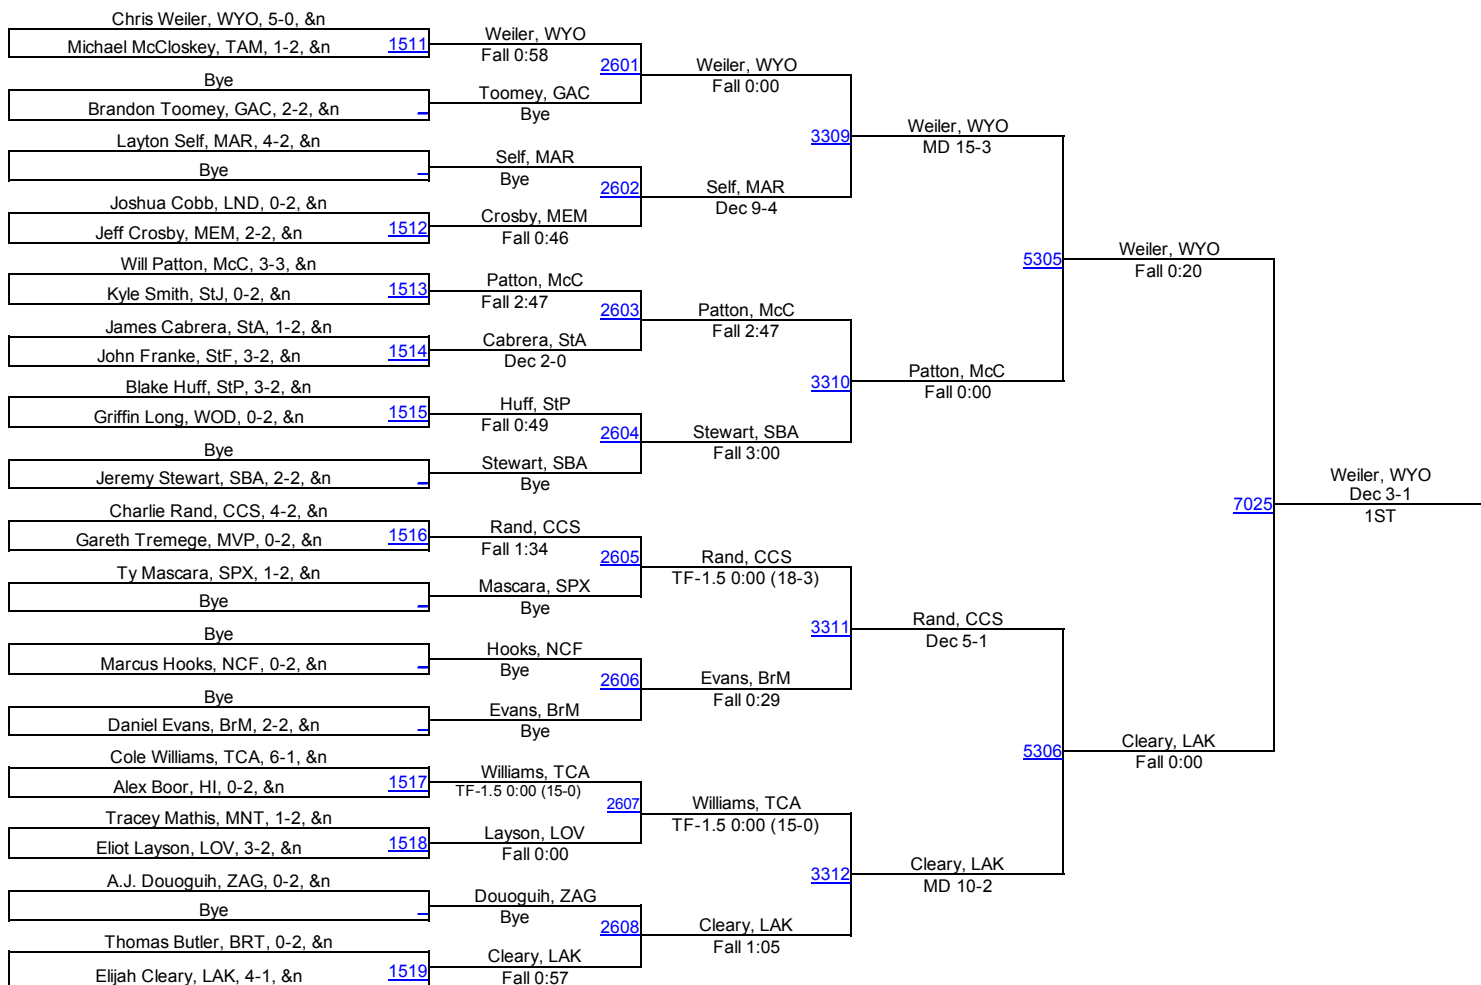 Chris Weiler, WYO, 5-0, &n
Michael McCloskey, TAM, 1-2, &n
1511
Bye
Brandon Toomey, GAC, 2-2, &n
Layton Self, MAR, 4-2, &n
Bye
Joshua Cobb, LND, 0-2, &n
Jeff Crosby, MEM, 2-2, &n
1512
Will Patton, McC, 3-3, &n
Kyle Smith, StJ, 0-2, &n
1513
James Cabrera, StA, 1-2, &n
John Franke, StF, 3-2, &n
1514
Blake Huff, StP, 3-2, &n
Griffin Long, WOD, 0-2, &n
1515
Bye
Jeremy Stewart, SBA, 2-2, &n
Charlie Rand, CCS, 4-2, &n
Gareth Tremege, MVP, 0-2, &n
1516
Ty Mascara, SPX, 1-2, &n
Bye
Bye
Marcus Hooks, NCF, 0-2, &n
Bye
Daniel Evans, BrM, 2-2, &n
Cole Williams, TCA, 6-1, &n
Alex Boor, HI, 0-2, &n
1517
Tracey Mathis, MNT, 1-2, &n
Eliot Layson, LOV, 3-2, &n
1518
A.J. Douoguih, ZAG, 0-2, &n
Bye
Thomas Butler, BRT, 0-2, &n
Elijah Cleary, LAK, 4-1, &n
1519
Weiler, WYO
Fall 0:58
2601
Toomey, GAC
Bye
Self, MAR
Bye
2602
Crosby, MEM
Fall 0:46
Patton, McC
Fall 2:47
2603
Cabrera, StA
Dec 2-0
Huff, StP
Fall 0:49
2604
Stewart, SBA
Bye
Rand, CCS
Fall 1:34
2605
Mascara, SPX
Bye
Hooks, NCF
Bye
2606
Evans, BrM
Bye
Williams, TCA
TF-1.5 0:00 (15-0)
2607
Layson, LOV
Fall 0:00
Douoguih, ZAG
Bye
2608
Cleary, LAK
Fall 0:57
Weiler, WYO
Fall 0:00
3309
Self, MAR
Dec 9-4
Patton, McC
Fall 2:47
3310
Stewart, SBA
Fall 3:00
Rand, CCS
TF-1.5 0:00 (18-3)
3311
Evans, BrM
Fall 0:29
Williams, TCA
TF-1.5 0:00 (15-0)
3312
Cleary, LAK
Fall 1:05
Weiler, WYO
MD 15-3
5305
Patton, McC
Fall 0:00
Rand, CCS
Dec 5-1
5306
Cleary, LAK
MD 10-2
Weiler, WYO
Fall 0:20
7025
Cleary, LAK
Fall 0:00
Weiler, WYO
Dec 3-1
1ST